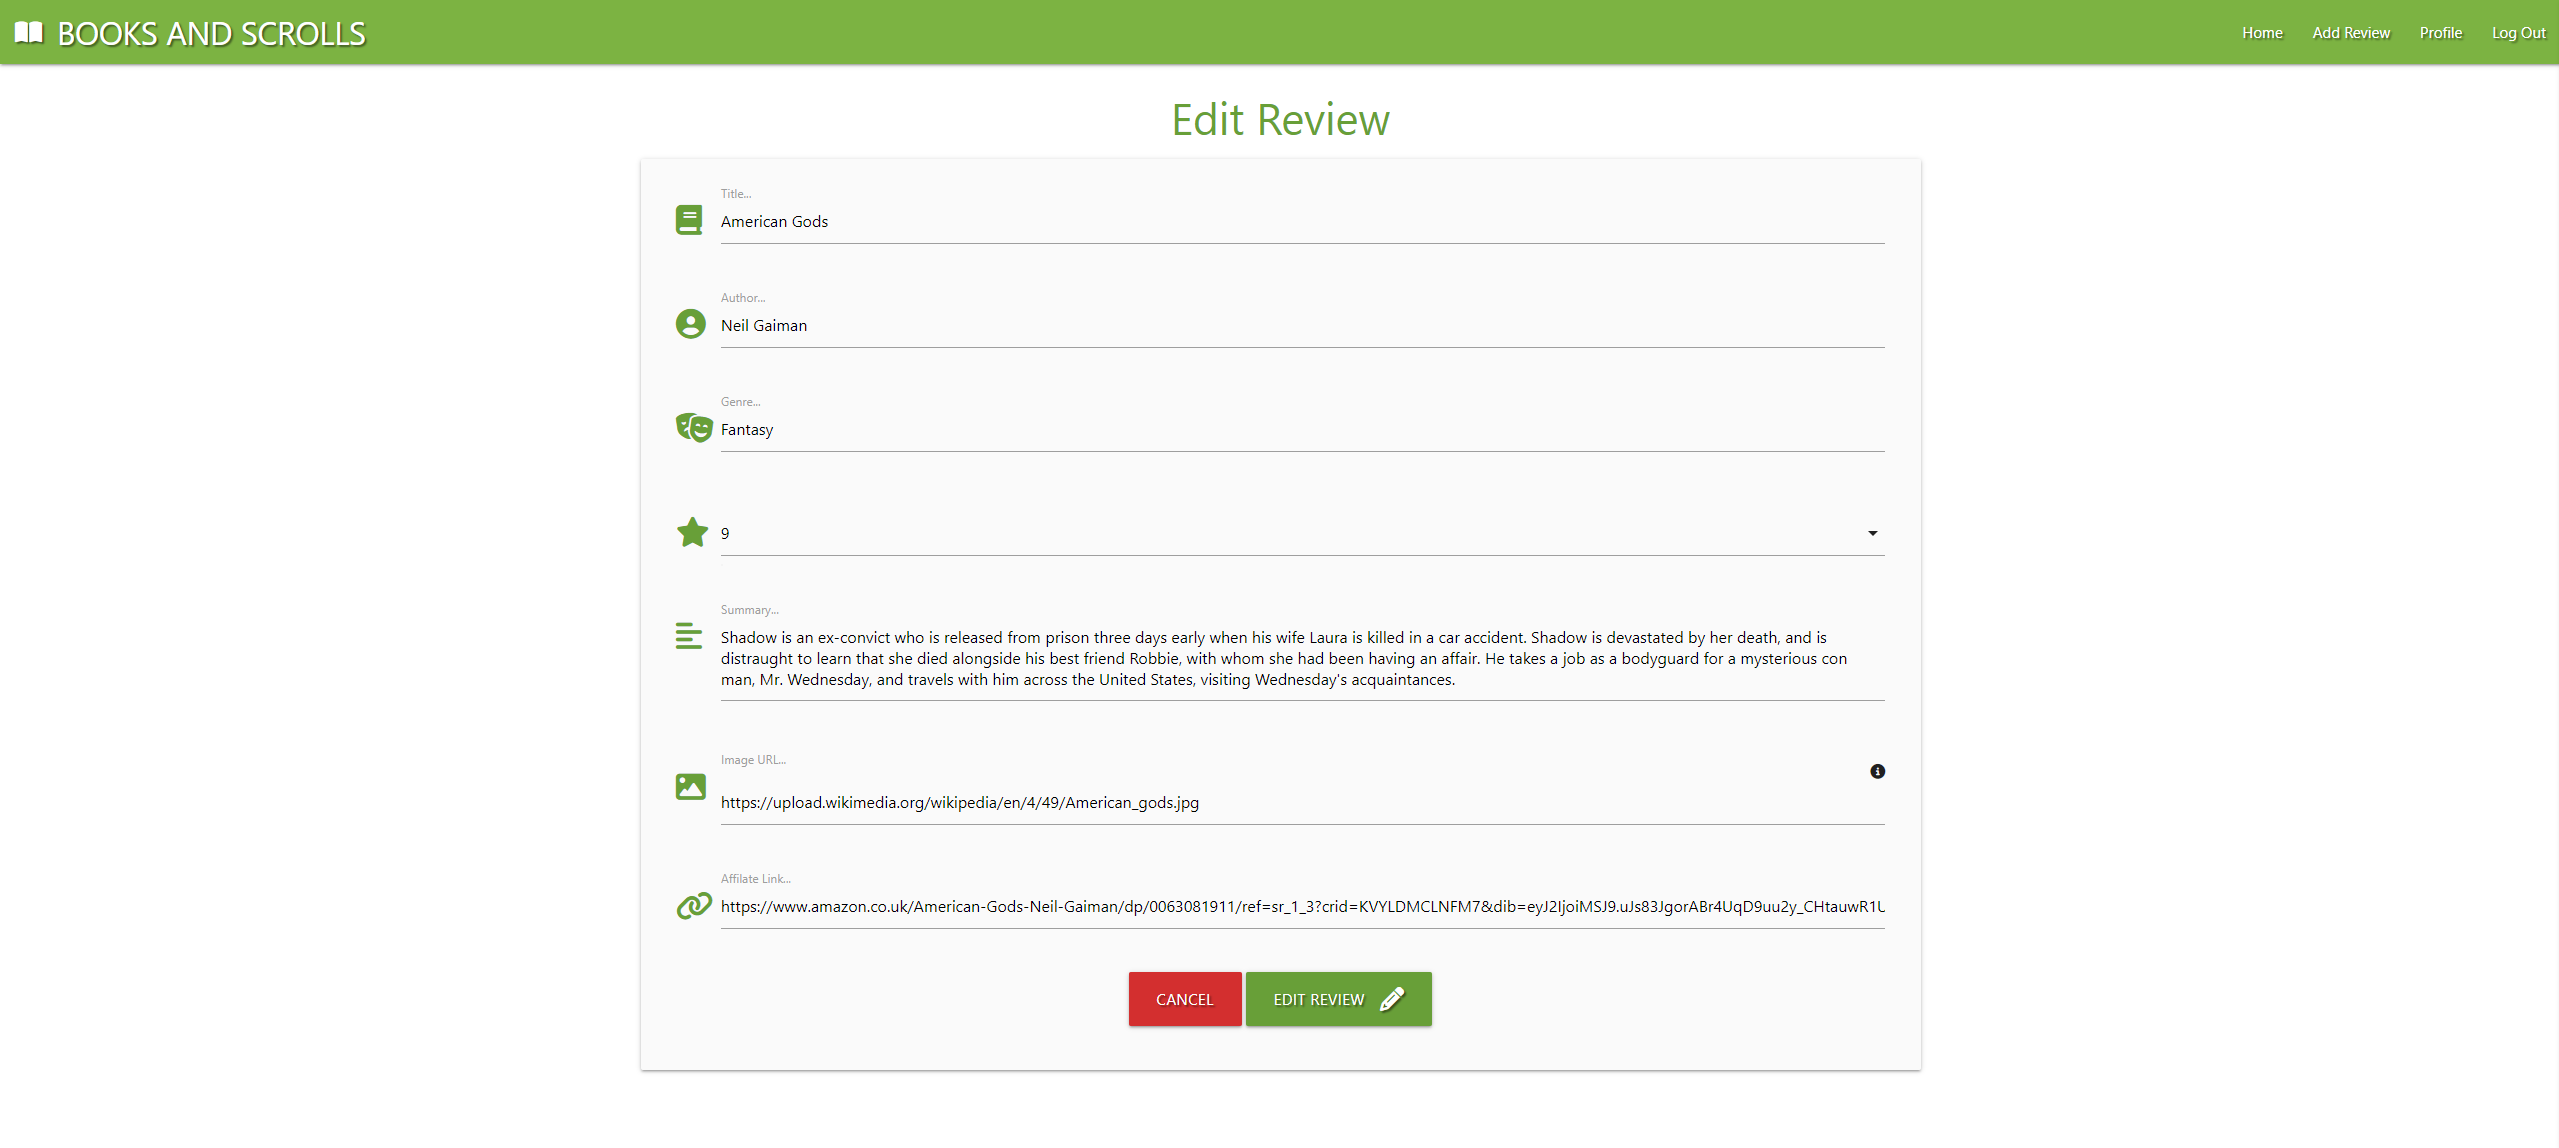 BOOKS AND SCROLLS
Home Add Review Profile Log Out
Edit Review
Title...
American Gods
Author...
Neil Gaiman
Genre...
Fantasy
9
Summary...
Shadow is an ex-convict who is released from prison three days early when his wife Laura is killed in a car accident. Shadow is devastated by her death, and is
distraught to learn that she died alongside his best friend Robbie, with whom she had been having an affair. He takes a job as a bodyguard for a mysterious con
man, Mr. Wednesday, and travels with him across the United States, visiting Wednesday's acquaintances.
Image URL...
https://upload.wikimedia.org/wikipedia/en/4/49/American_gods.jpg
Affilate Link...
https://www.amazon.co.uk/American-Gods-Neil-Gaiman/dp/0063081911/ref=sr_1_3?crid=KVYLDMCLNFM7&dib=eyJ2IjoiMSJ9.uJs83JgorABr4UqD9uu2y_CHtauwR1U
CANCEL EDIT REVIEW